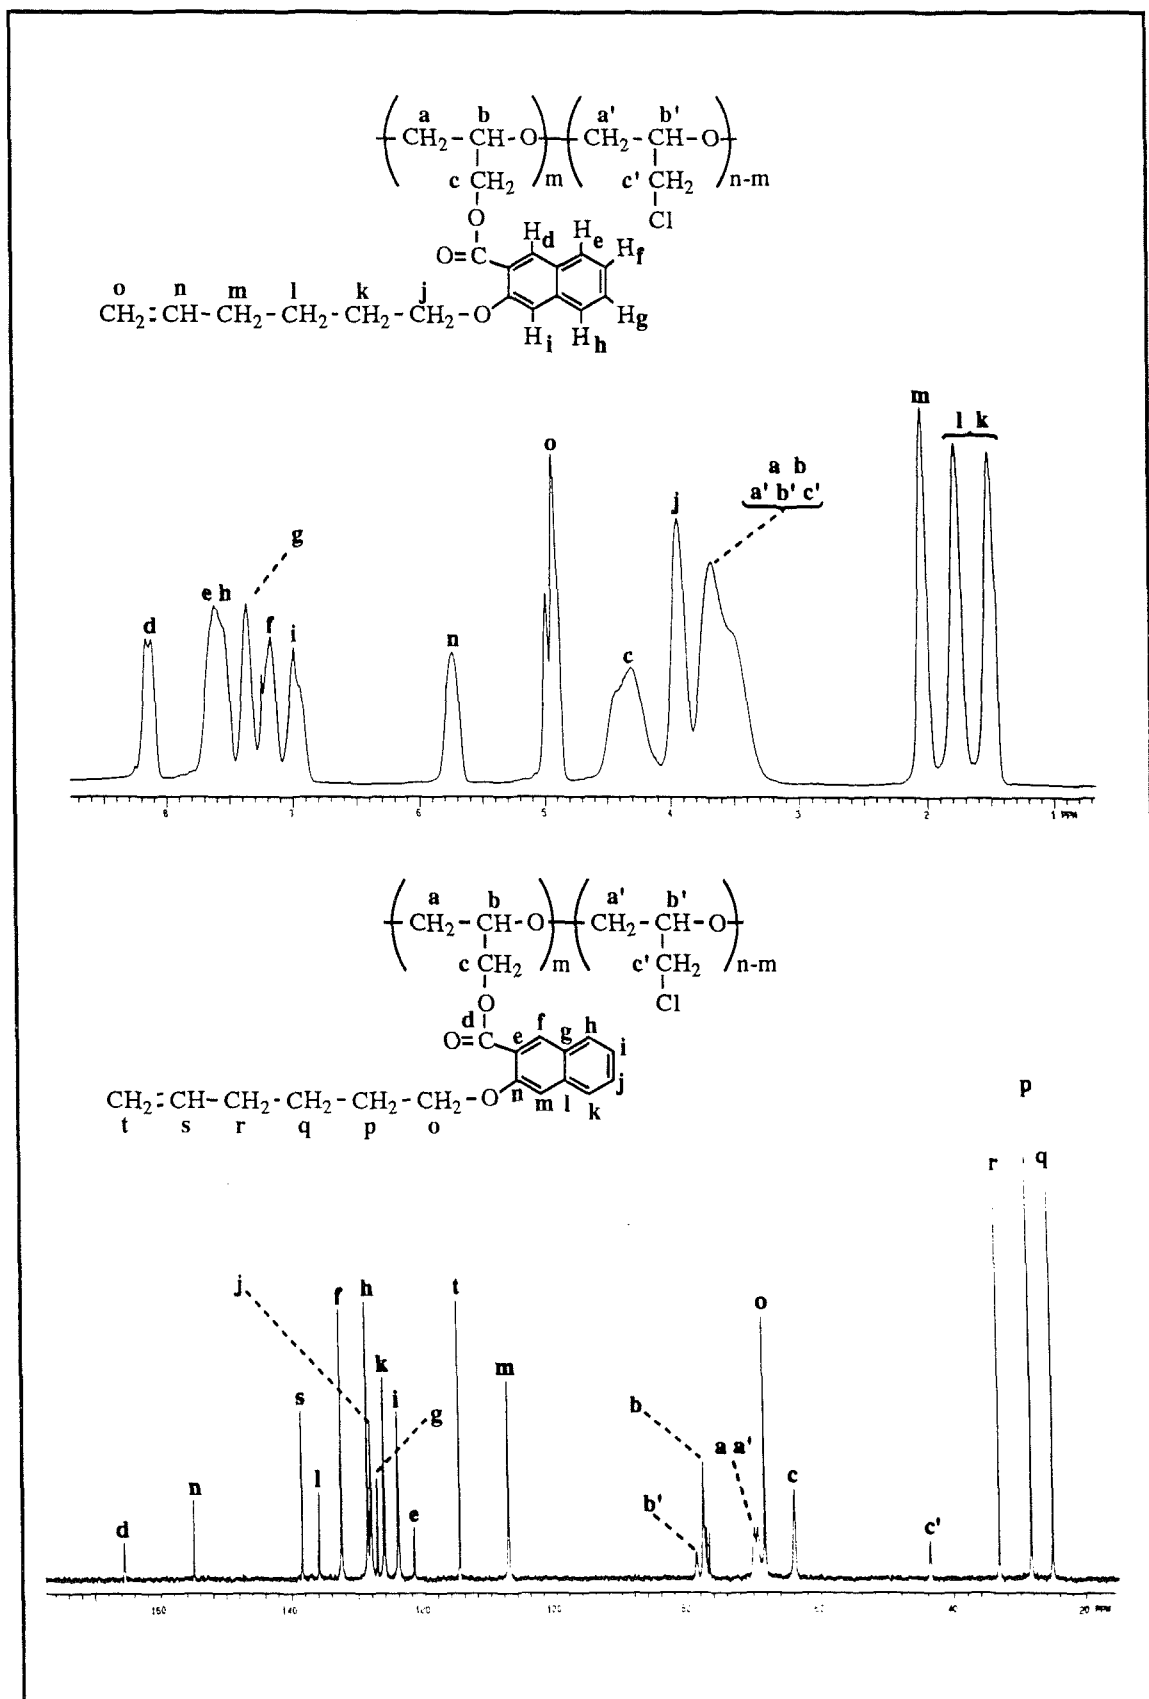 a b a' b'
CH2-CH-O CH2-CH-O
c CH2 m c' CH2 n-m
O Cl
O=C Hd He Hf
o n m l k j
CH2=CH-CH2-CH2-CH2-CH2-O Hg
Hi Hh
m
l k
o
a b
a' b' c'
j
g
e h
d f i n c
8 7 6 5 4 3 2 1 PPM
a b a' b'
CH2-CH-O CH2-CH-O
c CH2 m c' CH2 n-m
O Cl
d f h
O=C e g i
CH2=CH-CH2-CH2-CH2-CH2-O n m l k j
t s r q p o
p
r q
j f h t o
k m
s i g b a a'
n l c
b'
d e c'
160 140 120 100 80 60 40 20 PPM